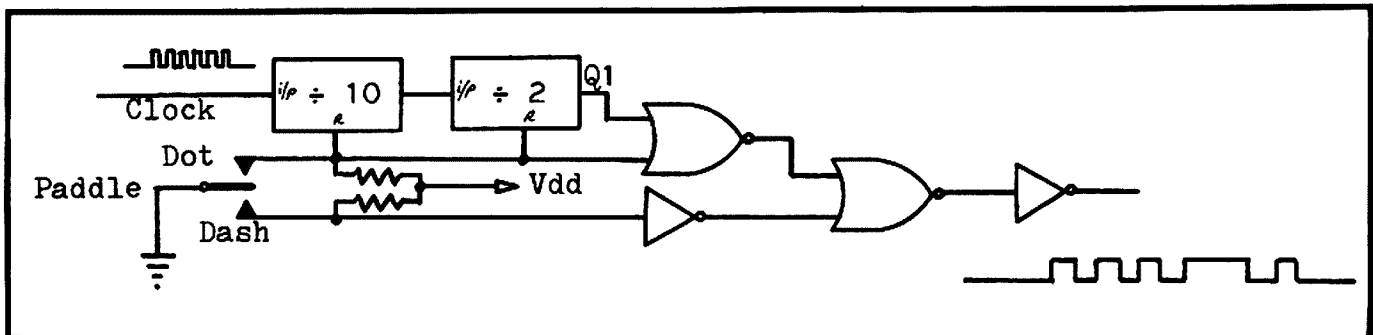 Q1
i/p ÷ 10
i/p ÷ 2
R
R
Clock
Dot
Paddle
Vdd
Dash